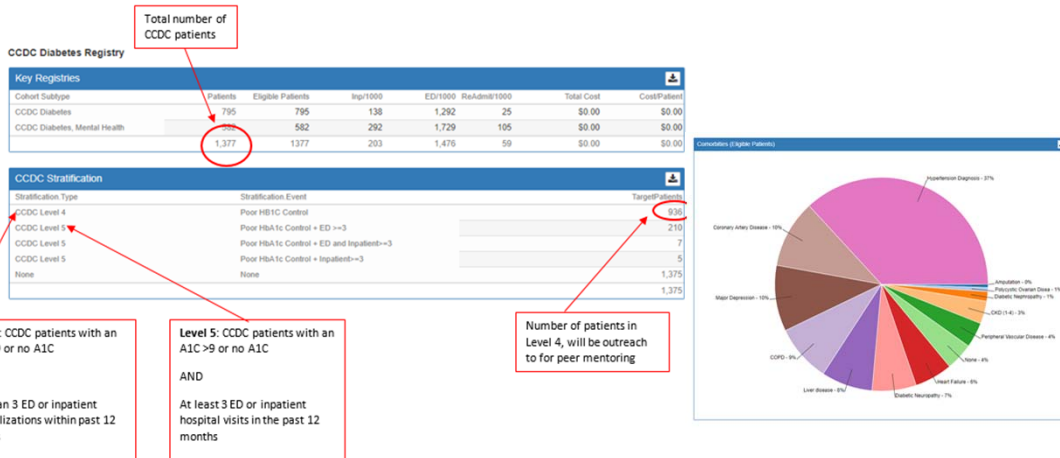 Total number of
CCDC patients
CCDC Diabetes Registry
Key Registries
Cohort Subtype Patients Eligible Patients Inp/1000 ED/1000 ReAdmit/1000 Total Cost Cost/Patient
CCDC Diabetes 795 795 138 1,292 25 $0.00 $0.00
CCDC Diabetes, Mental Health 582 582 292 1,729 105 $0.00 $0.00
1,377 1377 203 1,476 59 $0.00 $0.00
CCDC Stratification
Stratification.Type Stratification.Event TargetPatients
CCDC Level 4 Poor HB1C Control 936
CCDC Level 5 Poor HbA1c Control + ED >=3 210
CCDC Level 5 Poor HbA1c Control + ED and Inpatient>=3 7
CCDC Level 5 Poor HbA1c Control + Inpatient>=3 5
None None 1,375
1,375
: CCDC patients with an
or no A1C
an 3 ED or inpatient
lizations within past 12
Level 5: CCDC patients with an
A1C >9 or no A1C
AND
At least 3 ED or inpatient
hospital visits in the past 12
months
Number of patients in
Level 4, will be outreach
to for peer mentoring
Comorbities (Eligible Patients)
Hypertension Diagnosis - 37%
Coronary Artery Disease - 10%
Major Depression - 10%
COPD - 9%
Liver disease - 8%
Diabetic Neuropathy - 7%
Heart Failure - 6%
None - 4%
Peripheral Vascular Disease - 4%
CKD (1-4) - 3%
Diabetic Nephropathy - 1%
Polycystic Ovarian Disea - 1%
Amputation - 0%